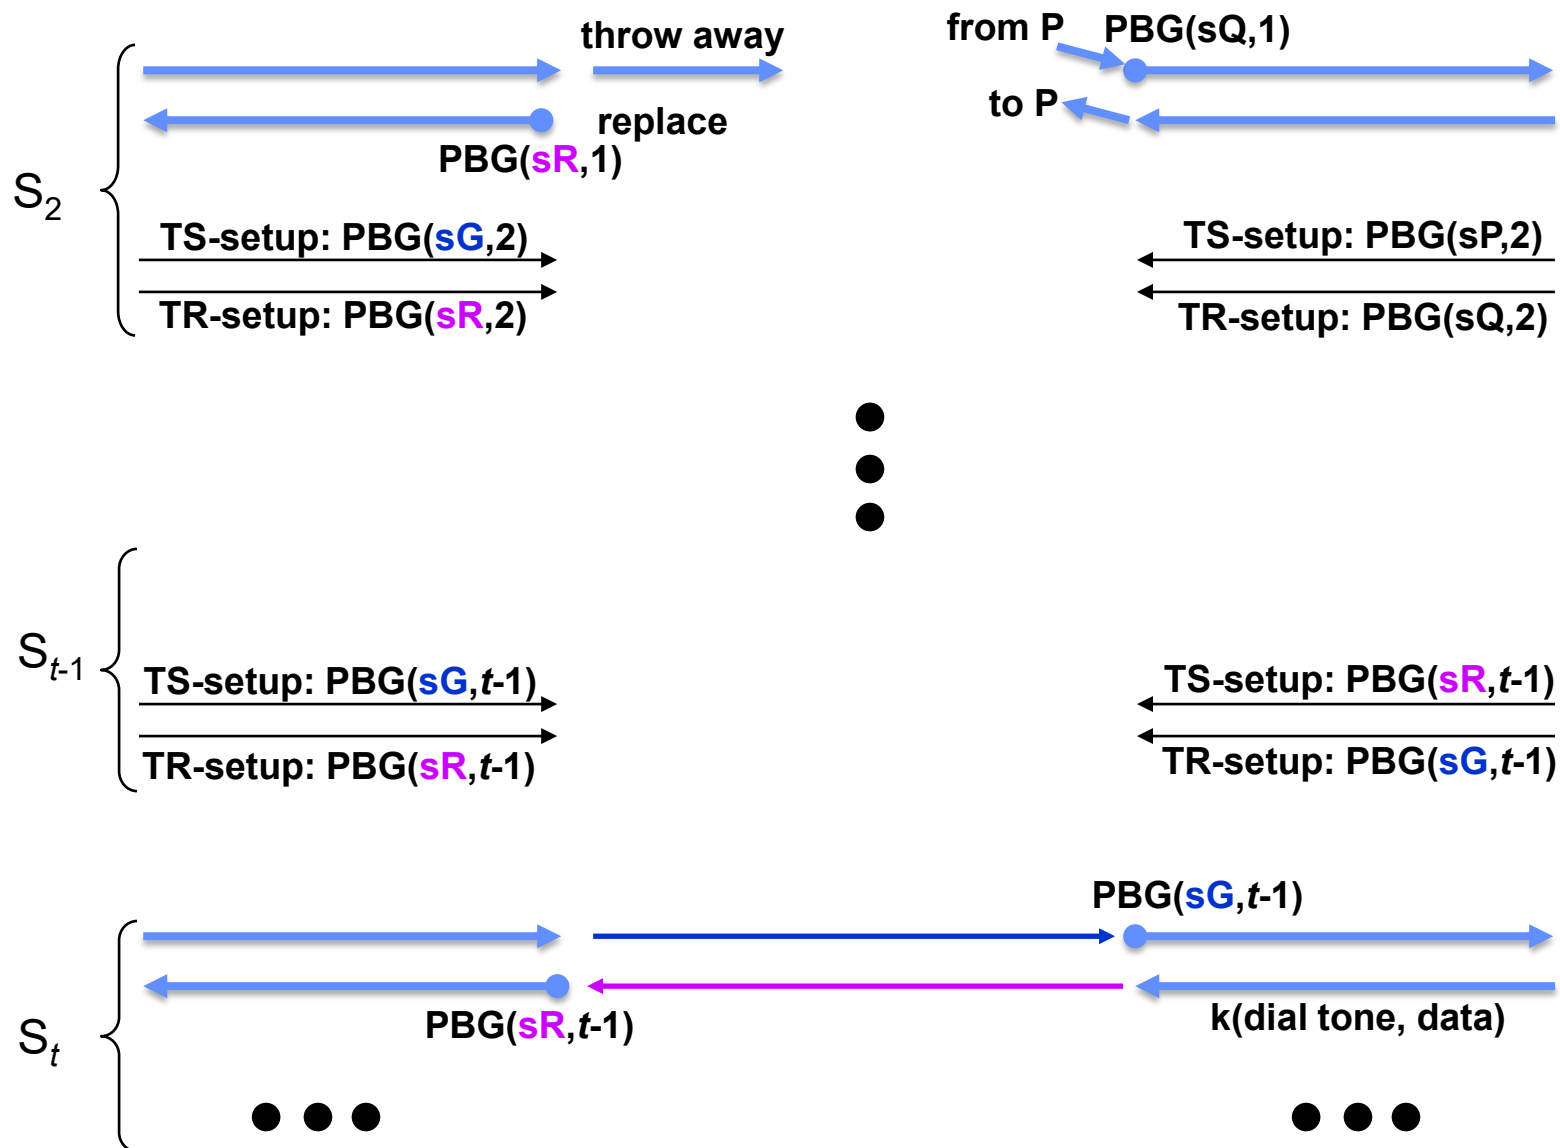 throw away
from P
PBG(sQ,1)
to P
replace
PBG(sR,1)
S2
TS-setup: PBG(sG,2)
TS-setup: PBG(sP,2)
TR-setup: PBG(sR,2)
TR-setup: PBG(sQ,2)
St-1
TS-setup: PBG(sG,t-1)
TS-setup: PBG(sR,t-1)
TR-setup: PBG(sR,t-1)
TR-setup: PBG(sG,t-1)
PBG(sG,t-1)
PBG(sR,t-1)
k(dial tone, data)
St